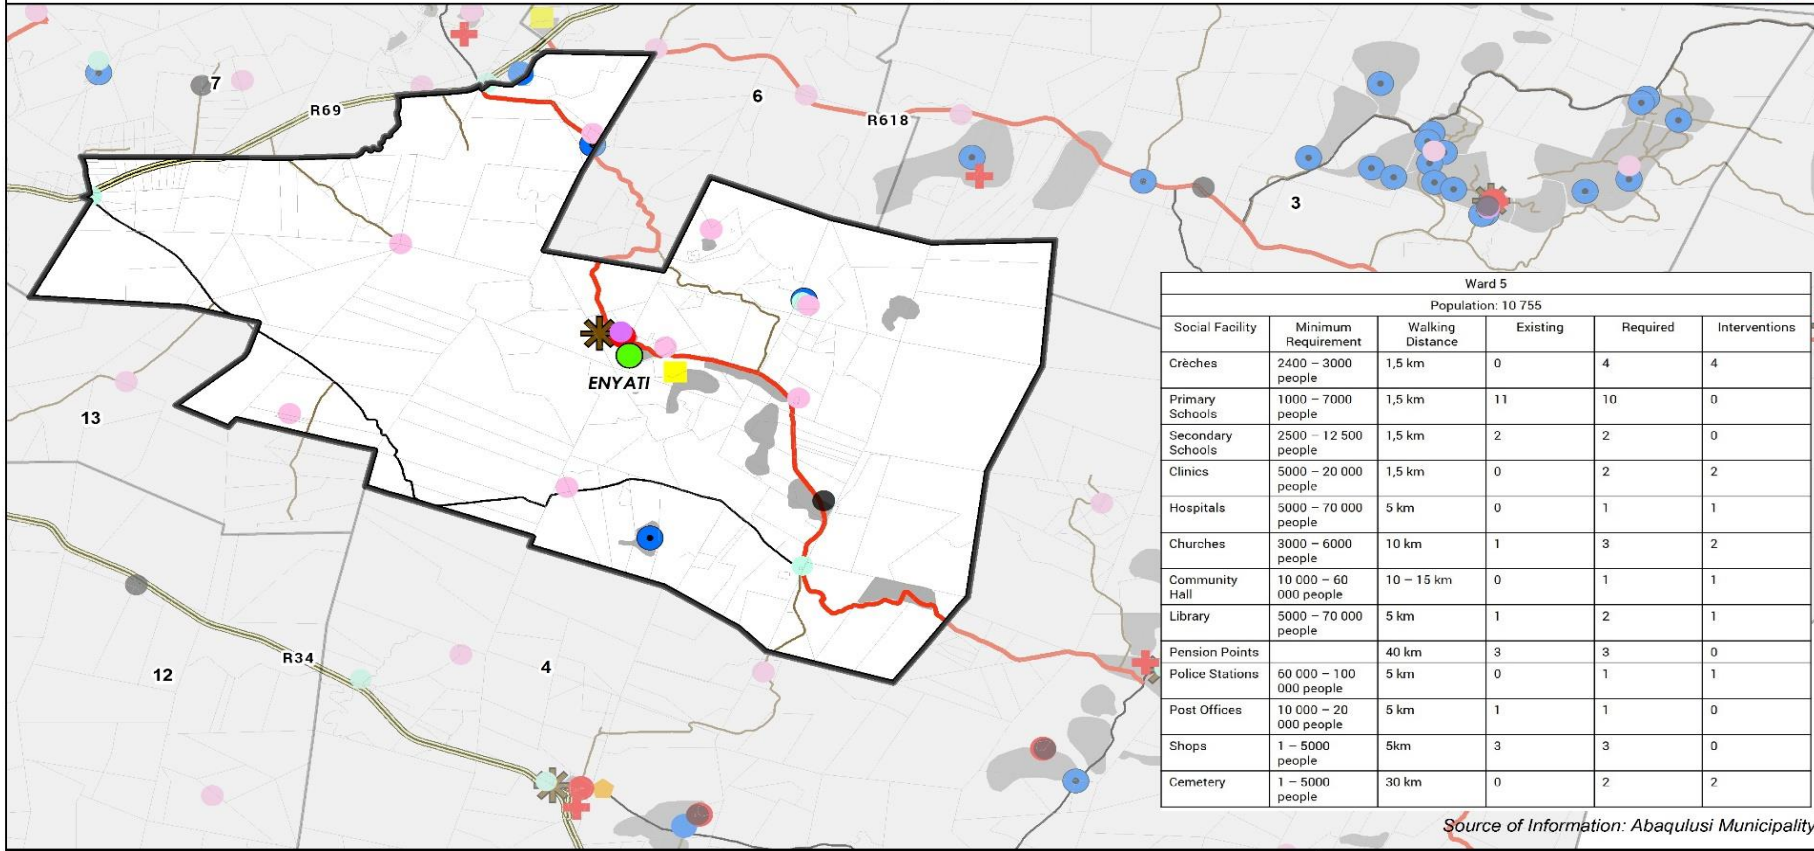 7
R69
6
R618
3
ENYATI
13
12
R34
4
Ward 5
Population: 10 755
Social Facility Minimum Requirement Walking Distance Existing Required Interventions
Crèches 2400 – 3000 people 1,5 km 0 4 4
Primary Schools 1000 – 7000 people 1,5 km 11 10 0
Secondary Schools 2500 – 12 500 people 1,5 km 2 2 0
Clinics 5000 – 20 000 people 1,5 km 0 2 2
Hospitals 5000 – 70 000 people 5 km 0 1 1
Churches 3000 – 6000 people 10 km 1 3 2
Community Hall 10 000 – 60 000 people 10 – 15 km 0 1 1
Library 5000 – 70 000 people 5 km 1 2 1
Pension Points 40 km 3 3 0
Police Stations 60 000 – 100 000 people 5 km 0 1 1
Post Offices 10 000 – 20 000 people 5 km 1 1 0
Shops 1 – 5000 people 5km 3 3 0
Cemetery 1 – 5000 people 30 km 0 2 2
Source of Information: Abaqulusi Municipality